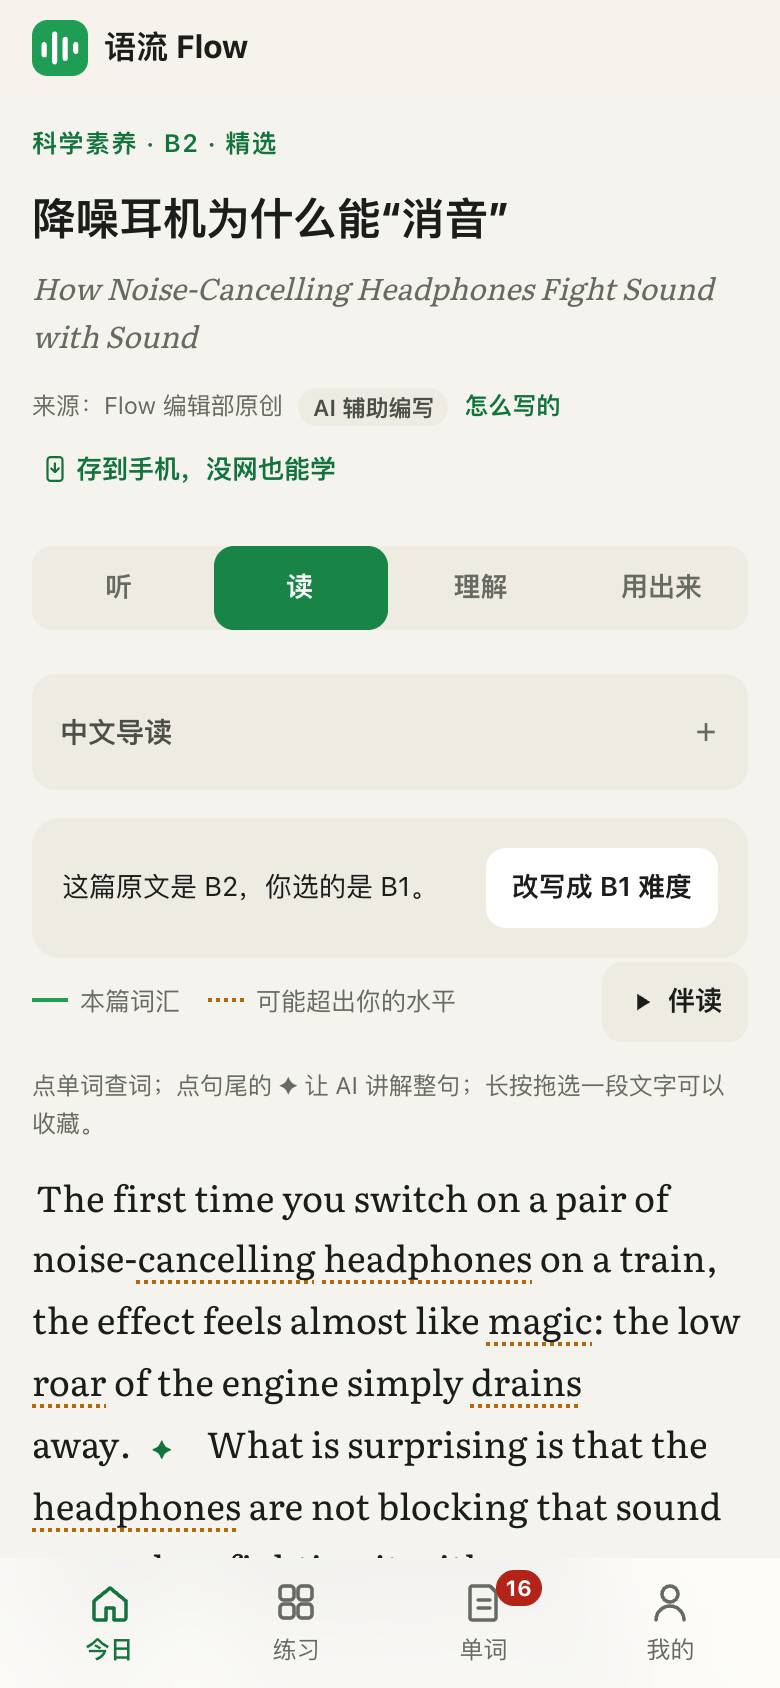 语流 Flow
科学素养 · B2 · 精选
降噪耳机为什么能“消音”
How Noise-Cancelling Headphones Fight Sound
with Sound
来源：Flow 编辑部原创 AI 辅助编写 怎么写的
存到手机，没网也能学
听 读 理解 用出来
中文导读 +
这篇原文是 B2，你选的是 B1。 改写成 B1 难度
本篇词汇 可能超出你的水平 伴读
点单词查词；点句尾的 ✦ 让 AI 讲解整句；长按拖选一段文字可以
收藏。
The first time you switch on a pair of
noise-cancelling headphones on a train,
the effect feels almost like magic: the low
roar of the engine simply drains
away. ✦ What is surprising is that the
headphones are not blocking that sound
16
今日 练习 单词 我的